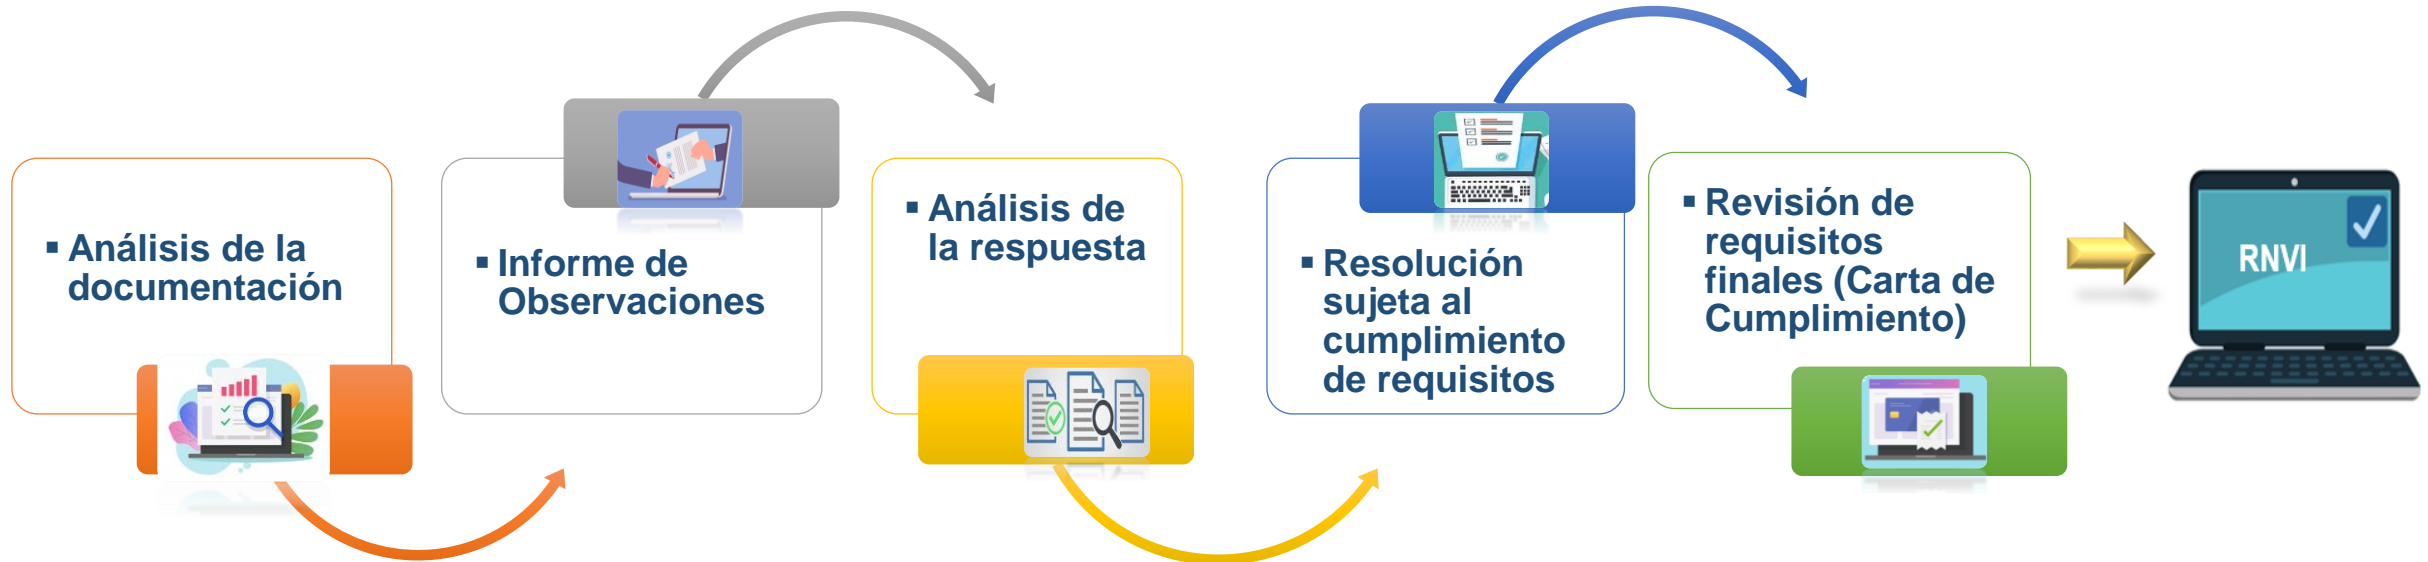 ▪ Análisis de la
documentación
▪ Informe de
Observaciones
▪ Análisis de
la respuesta
▪ Resolución
sujeta al
cumplimiento
de requisitos
▪ Revisión de
requisitos
finales (Carta de
Cumplimiento)
RNVI